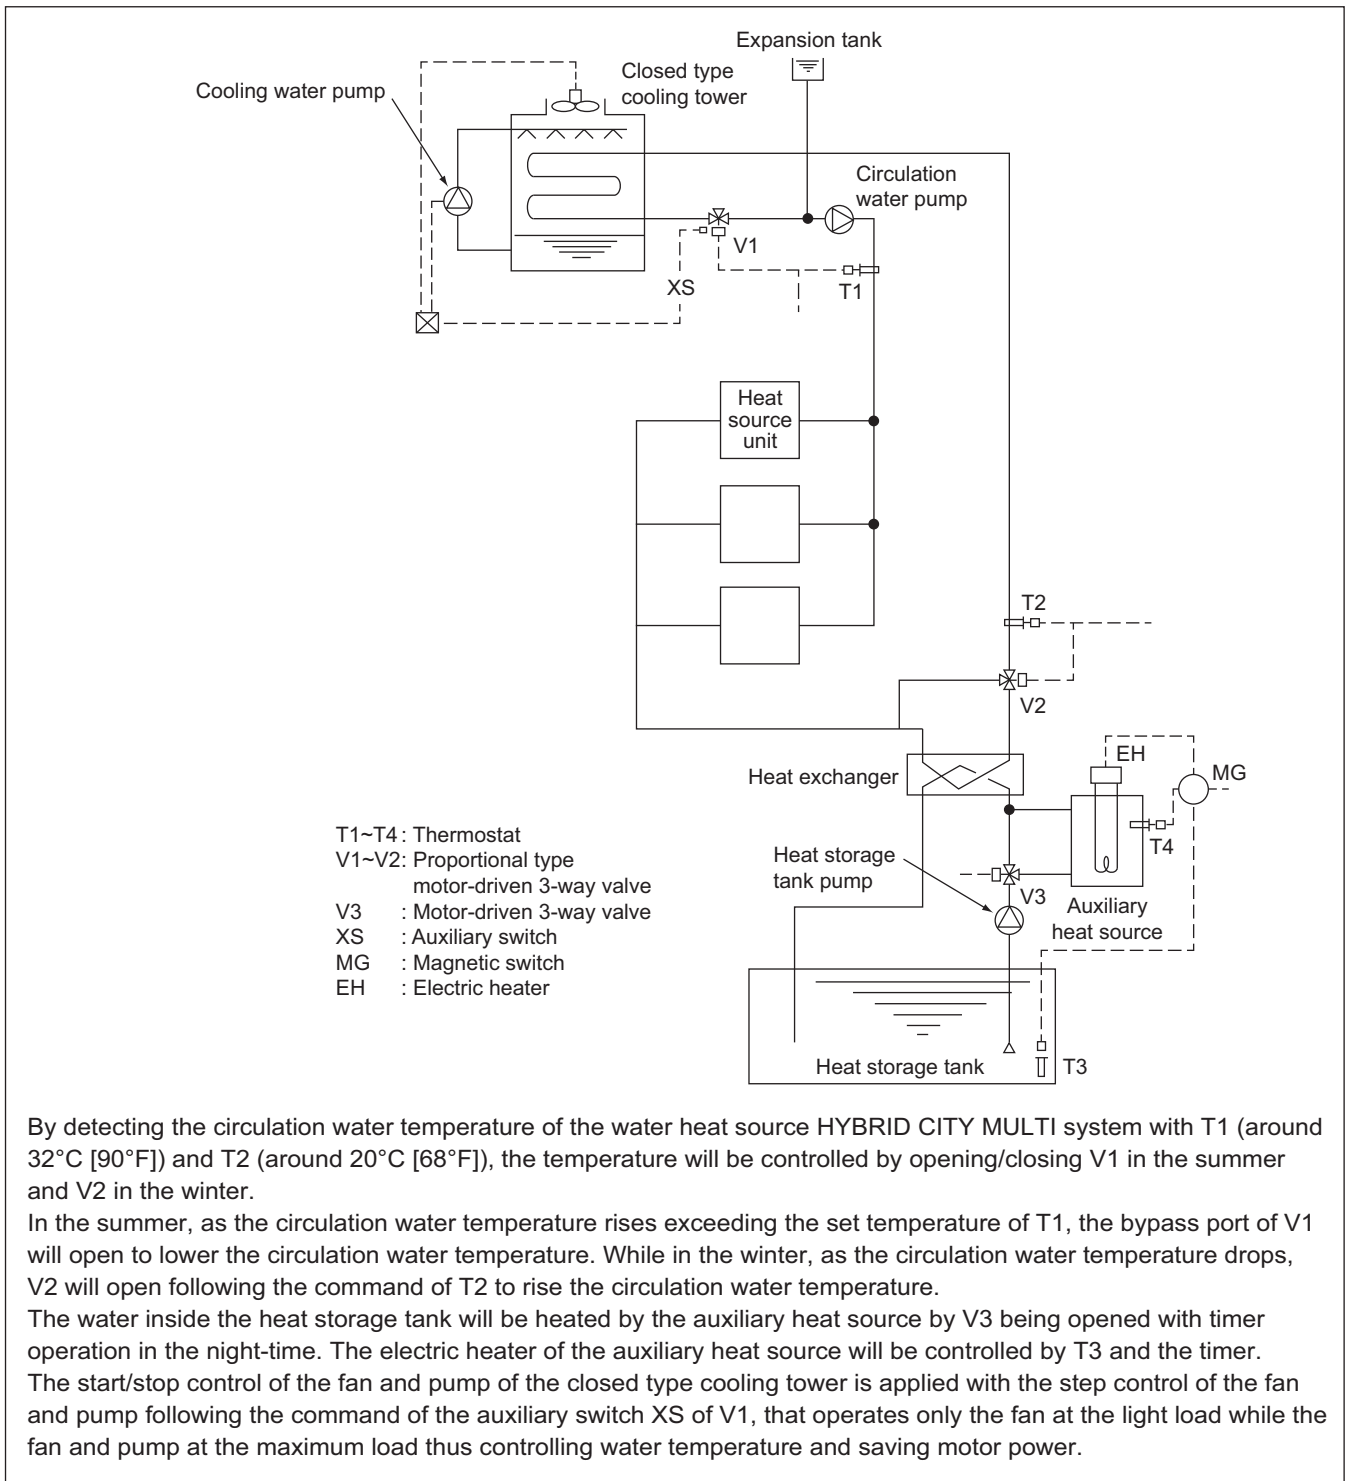 Expansion tank
Closed type
cooling tower
Cooling water pump
Circulation
water pump
V1
XS
T1
Heat
source
unit
T2
V2
EH
Heat exchanger
MG
T4
Heat storage
tank pump
V3
Auxiliary
heat source
T1~T4 : Thermostat
V1~V2: Proportional type
motor-driven 3-way valve
V3 : Motor-driven 3-way valve
XS : Auxiliary switch
MG : Magnetic switch
EH : Electric heater
Heat storage tank
T3
By detecting the circulation water temperature of the water heat source HYBRID CITY MULTI system with T1 (around
32°C [90°F]) and T2 (around 20°C [68°F]), the temperature will be controlled by opening/closing V1 in the summer
and V2 in the winter.
In the summer, as the circulation water temperature rises exceeding the set temperature of T1, the bypass port of V1
will open to lower the circulation water temperature. While in the winter, as the circulation water temperature drops,
V2 will open following the command of T2 to rise the circulation water temperature.
The water inside the heat storage tank will be heated by the auxiliary heat source by V3 being opened with timer
operation in the night-time. The electric heater of the auxiliary heat source will be controlled by T3 and the timer.
The start/stop control of the fan and pump of the closed type cooling tower is applied with the step control of the fan
and pump following the command of the auxiliary switch XS of V1, that operates only the fan at the light load while the
fan and pump at the maximum load thus controlling water temperature and saving motor power.